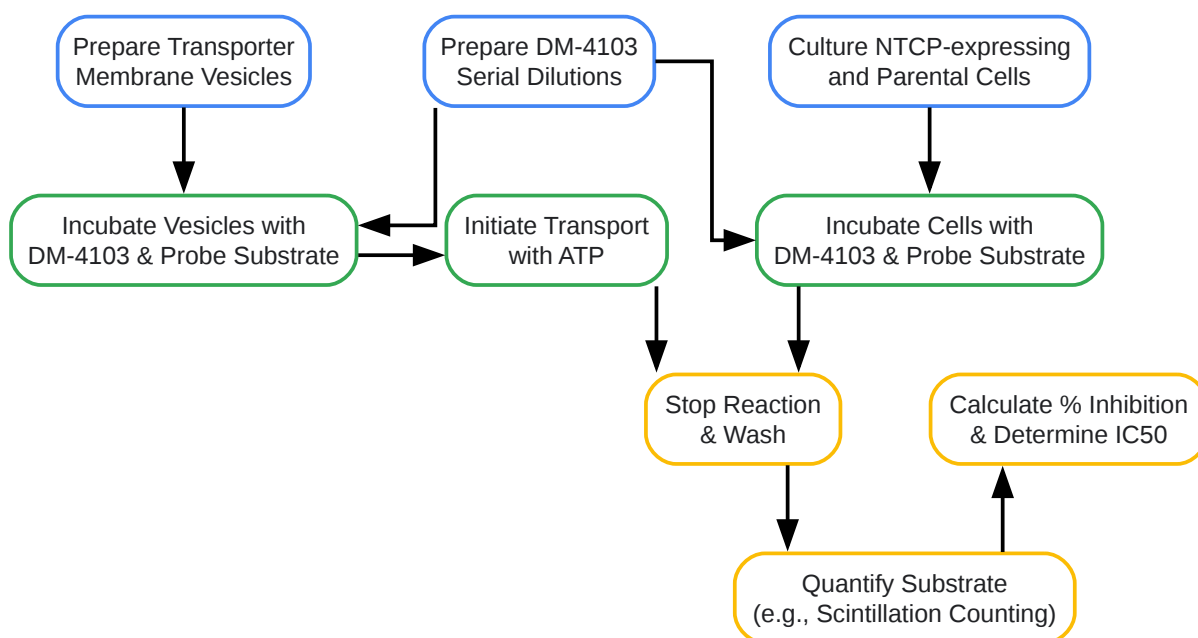 Prepare Transporter
Membrane Vesicles
Prepare DM-4103
Serial Dilutions
Culture NTCP-expressing
and Parental Cells
Incubate Vesicles with
DM-4103 & Probe Substrate
Initiate Transport
with ATP
Incubate Cells with
DM-4103 & Probe Substrate
Stop Reaction
& Wash
Calculate % Inhibition
& Determine IC50
Quantify Substrate
(e.g., Scintillation Counting)